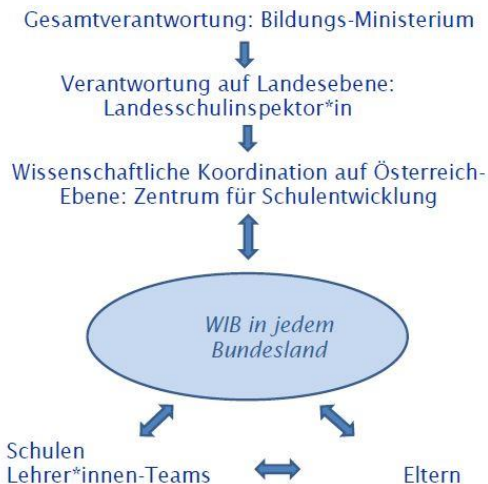 Gesamtverantwortung: Bildungs-Ministerium
Verantwortung auf Landesebene:
Landesschulinspektor*in
Wissenschaftliche Koordination auf Österreich-
Ebene: Zentrum für Schulentwicklung
WIB in jedem
Bundesland
Schulen
Lehrer*innen-Teams
Eltern